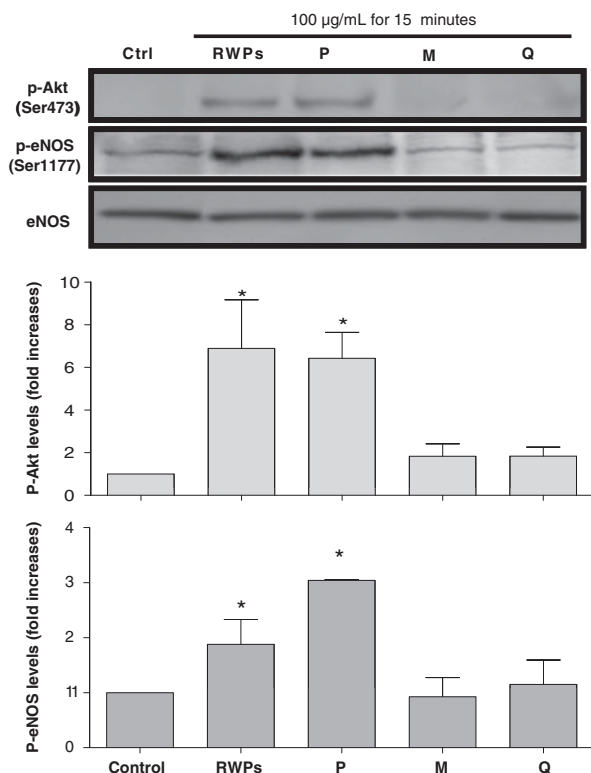 100 µg/mL for 15 minutes
Ctrl RWPs P M Q
p-Akt
(Ser473)
p-eNOS
(Ser1177)
eNOS
P-Akt levels (fold increases)
10
8
6
4
2
0
* *
P-eNOS levels (fold increases)
4
3
2
11
0
* *
Control RWPs P M Q